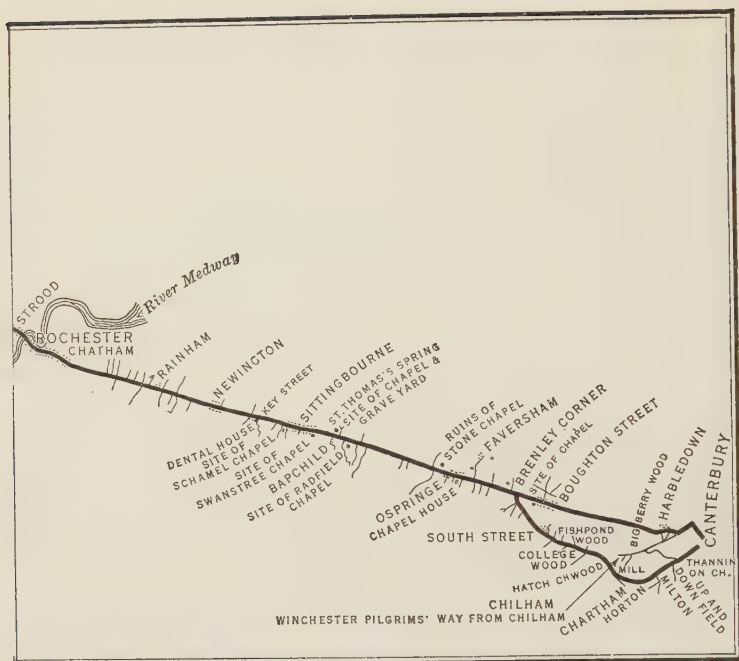 STROOD
River Medway
ROCHESTER
CHATHAM
RAINHAM
NEWINGTON
KEY STREET
DENTAL HOUSE
SITE OF
SCHAMEL CHAPEL
SITTINGBOURNE
SITE OF
SWANSTREE CHAPEL
ST. THOMAS'S SPRING
SITE OF CHAPEL &
GRAVE YARD
BAPCHILD
SITE OF RADFIELD
CHAPEL
RUINS OF
STONE CHAPEL
FAVERSHAM
OSPRINGE
CHAPEL HOUSE
BRENLEY CORNER
SITE OF CHAPEL
BOUGHTON STREET
BIGBERRY WOOD
HARBLEDOWN
CANTERBURY
SOUTH STREET
FISHPOND
WOOD
COLLEGE
WOOD
HATCH CHWOOD
MILL
THANNIN
ON CH.
UP AND
DOWN FIELD
MILTON
HORTON
CHARTHAM
CHILHAM
WINCHESTER PILGRIMS' WAY FROM CHILHAM